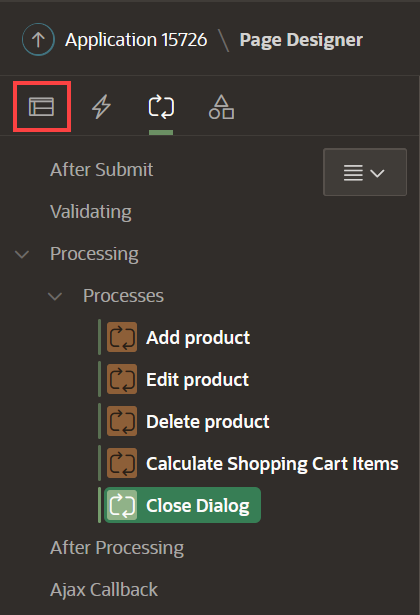 Application 15726 \ Page Designer
After Submit
Validating
Processing
Processes
Add product
Edit product
Delete product
Calculate Shopping Cart Items
Close Dialog
After Processing
Ajax Callback